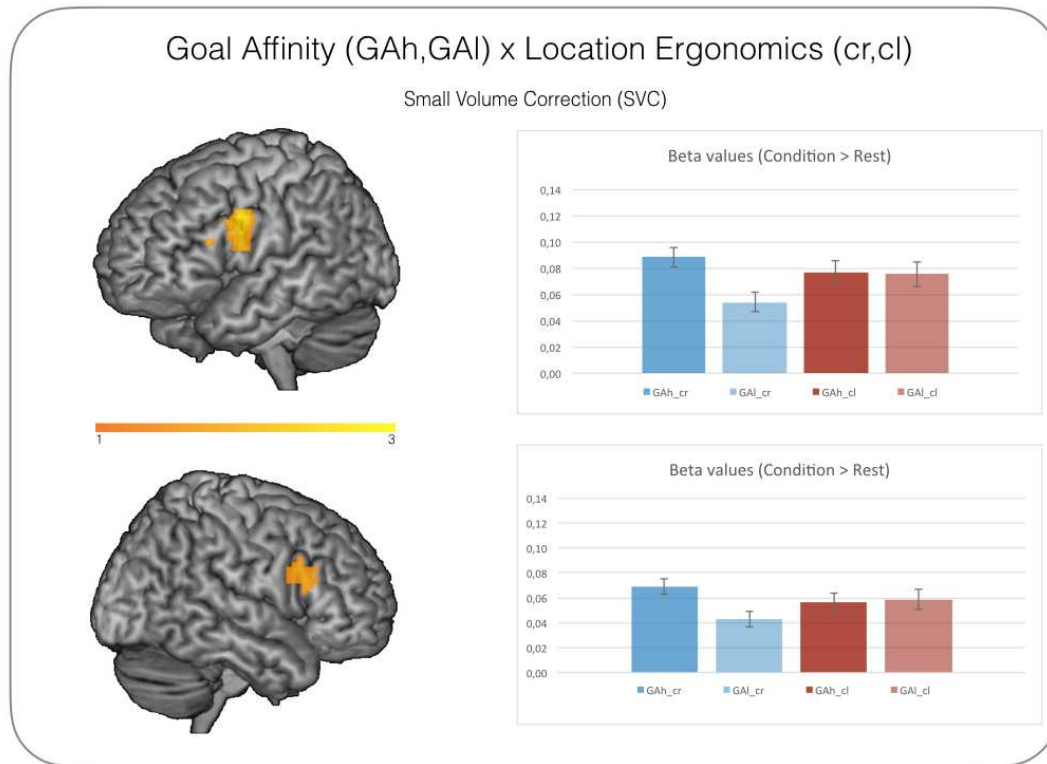 Goal Affinity (GAh,GAl) x Location Ergonomics (cr,cl)
Small Volume Correction (SVC)
Beta values (Condition > Rest)
0,14
0,12
0,10
0,08
0,06
0,04
0,02
0,00
GAh_cr GAl_cr GAh_cl GAl_cl
1 3
Beta values (Condition > Rest)
0,14
0,12
0,10
0,08
0,06
0,04
0,02
0,00
GAh_cr GAl_cr GAh_cl GAl_cl